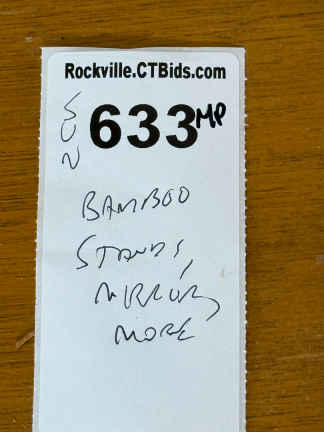 Rockville.CTBids.com
633 MP
BAMBOO
STANDS,
MIRROR,
MORE